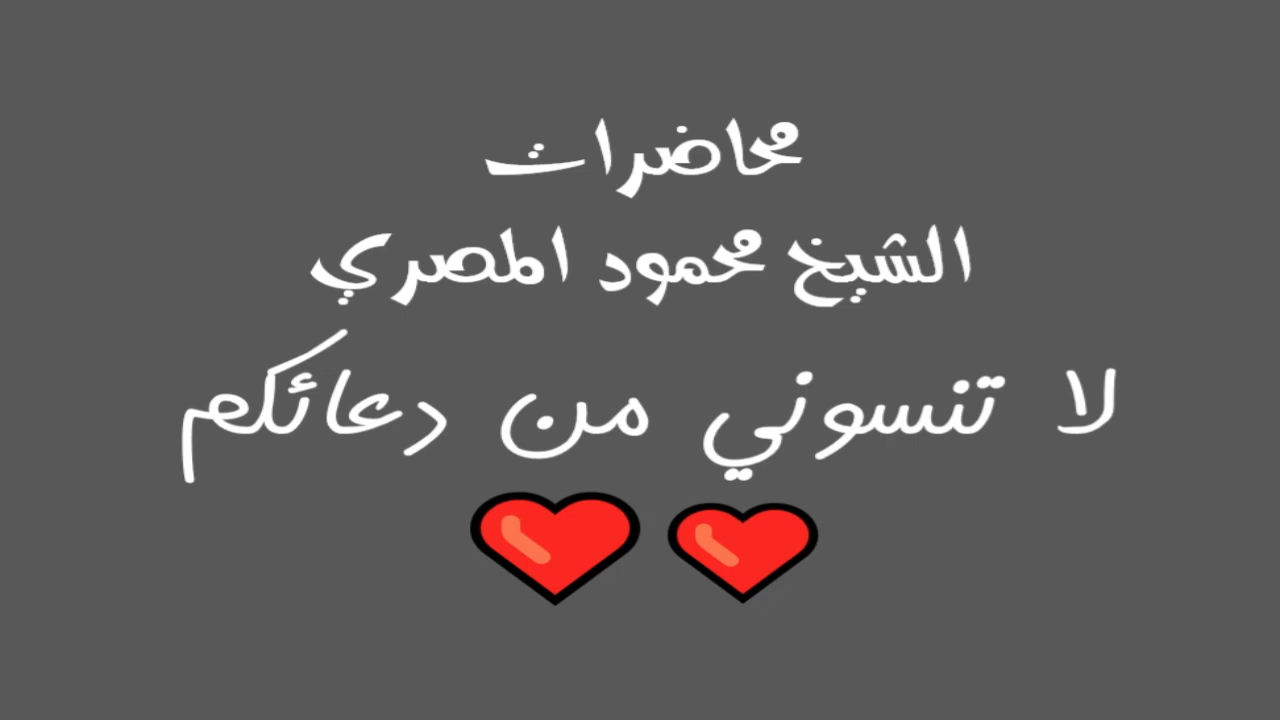 محاضرات
الشيخ محمود المصري
لا تنسوني من دعائكم